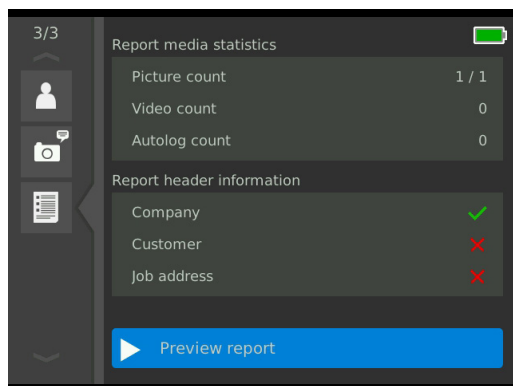 3/3
Report media statistics
Picture count 1 / 1
Video count 0
Autolog count 0
Report header information
Company
Customer
Job address
Preview report